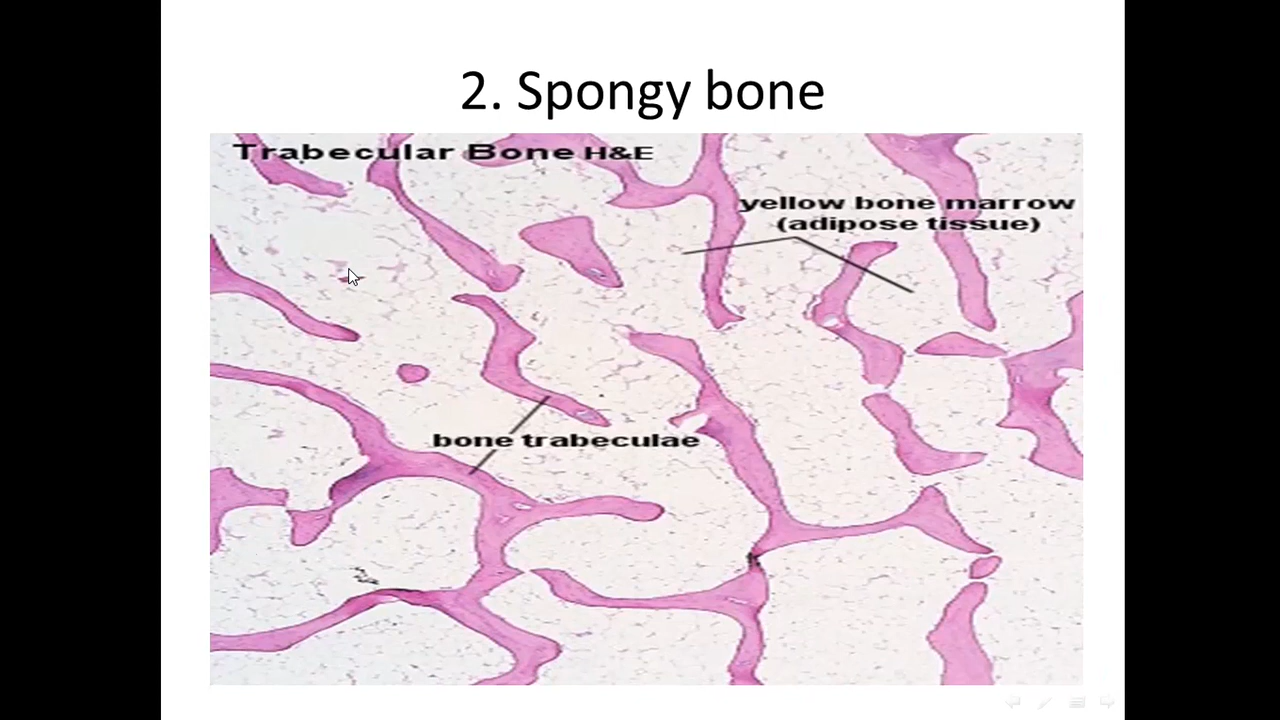 2. Spongy bone
Trabecular Bone H&E
yellow bone marrow
(adipose tissue)
bone trabeculae